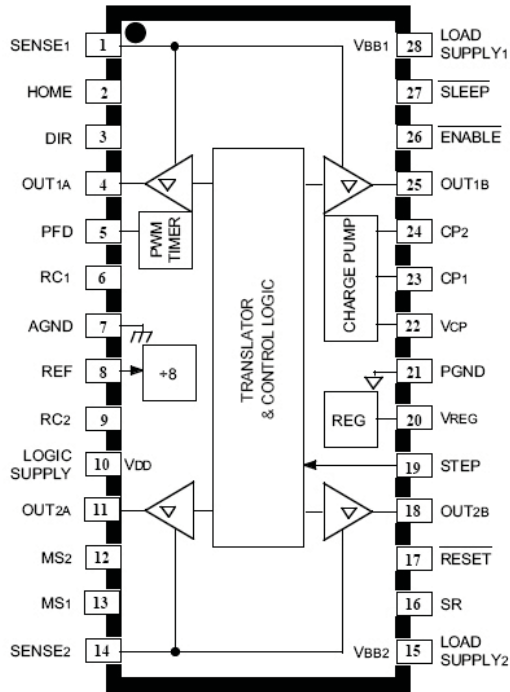 SENSE1 1
HOME 2
DIR 3
OUT1A 4
PFD 5
RC1 6
AGND 7
REF 8
RC2 9
LOGIC
SUPPLY 10 VDD
OUT2A 11
MS2 12
MS1 13
SENSE2 14
PWM
TIMER
÷8
TRANSLATOR
& CONTROL LOGIC
CHARGE PUMP
REG
VBB1 28 LOAD
SUPPLY1
27 SLEEP
26 ENABLE
25 OUT1B
24 CP2
23 CP1
22 VCP
21 PGND
20 VREG
19 STEP
18 OUT2B
17 RESET
16 SR
VBB2 15 LOAD
SUPPLY2